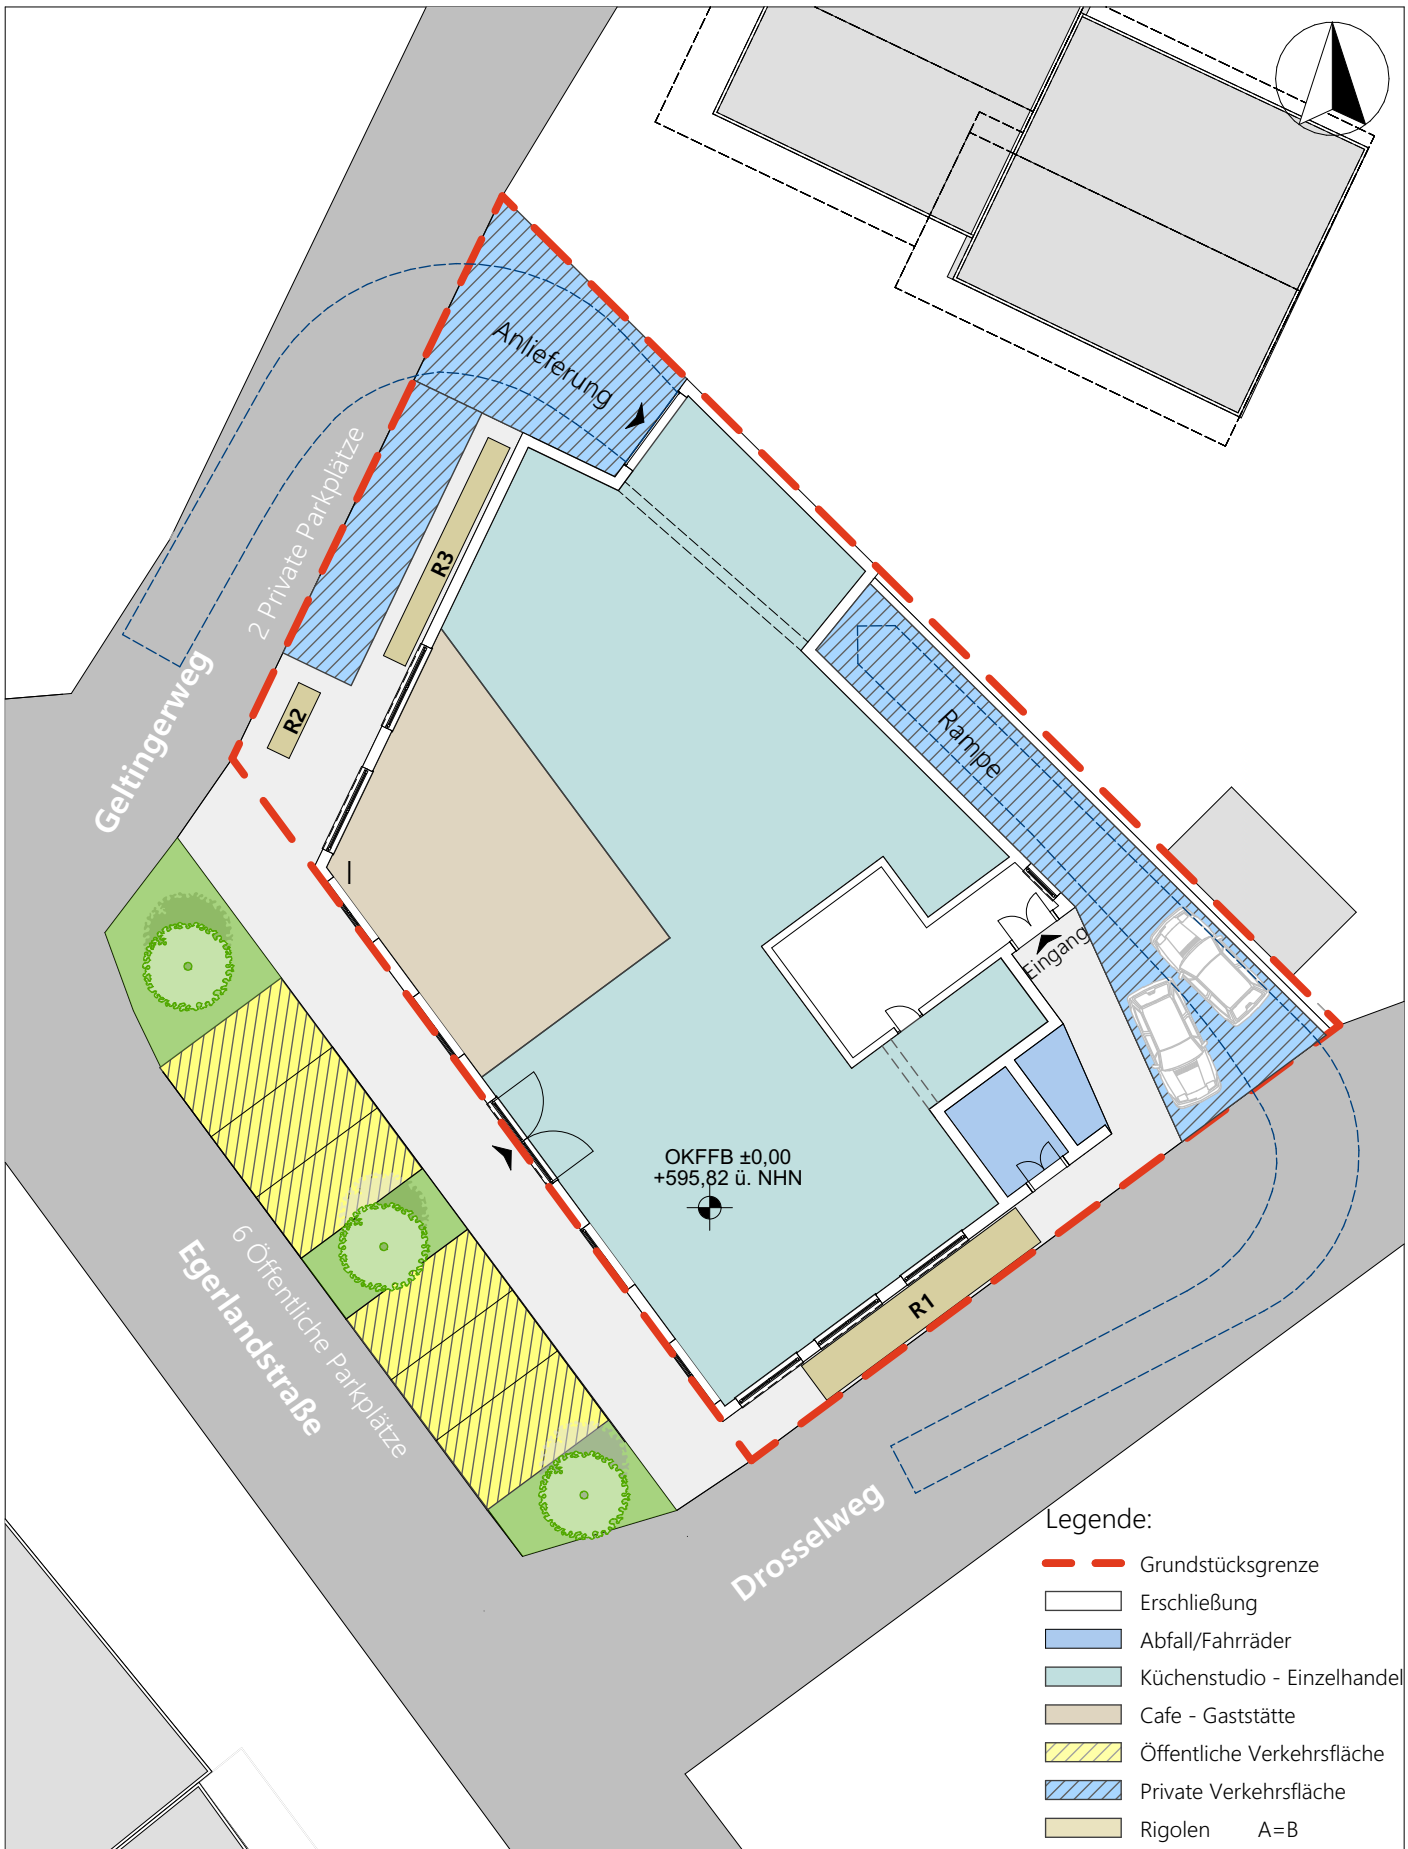 Anlieferung
2 Private Parkplätze
R3
R2
Geltingerweg
Rampe
I
Eingang
OKFFB ±0,00
+595,82 ü. NHN
6 Öffentliche Parkplätze
Egerlandstraße
R1
Drosselweg
Legende:
Grundstücksgrenze
Erschließung
Abfall/Fahrräder
Küchenstudio - Einzelhandel
Cafe - Gaststätte
Öffentliche Verkehrsfläche
Private Verkehrsfläche
Rigolen A=B